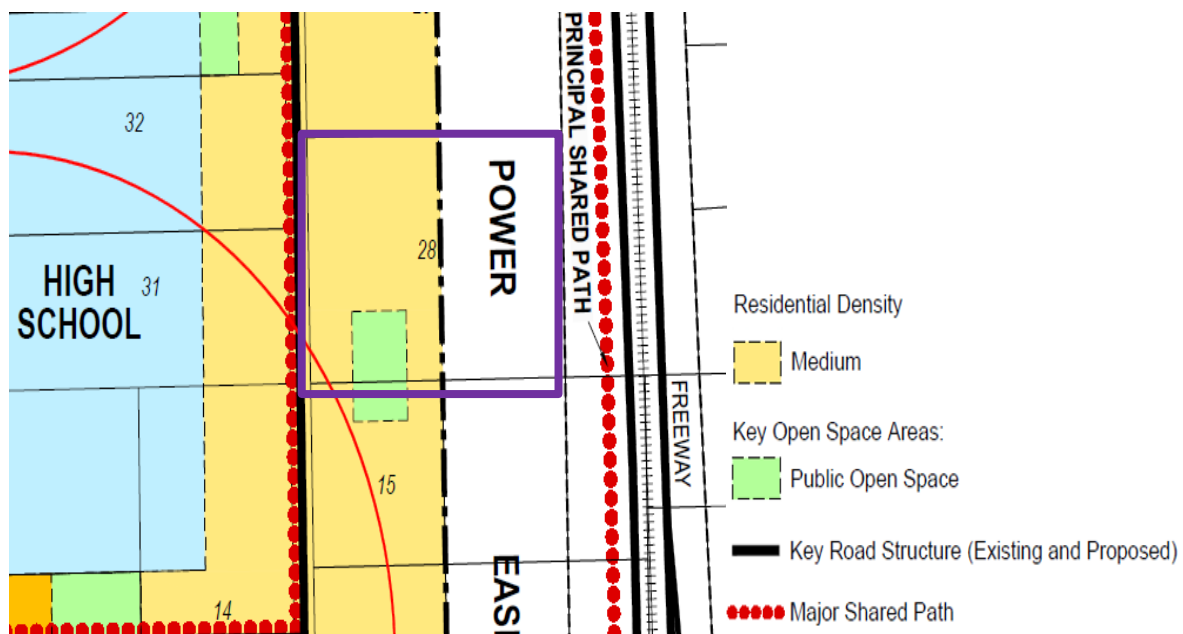 32
HIGH
SCHOOL
31
28
15
14
POWER
EASE
PRINCIPAL SHARED PATH
FREEWAY
Residential Density
Medium
Key Open Space Areas:
Public Open Space
Key Road Structure (Existing and Proposed)
Major Shared Path